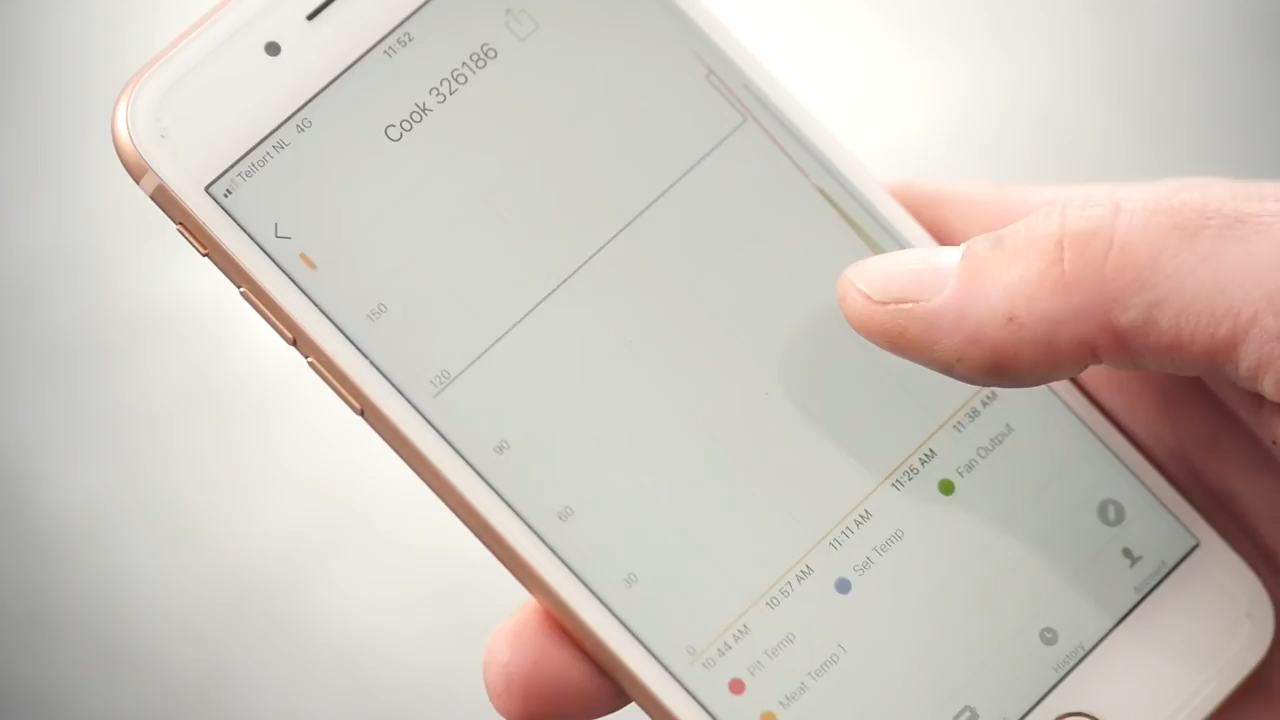 Telfort NL 4G 11:52
Cook 326186
150
120
90
60
30
0
10:44 AM 10:57 AM 11:11 AM 11:25 AM 11:38 AM
Pit Temp Set Temp Fan Output
Meat Temp 1
History Account